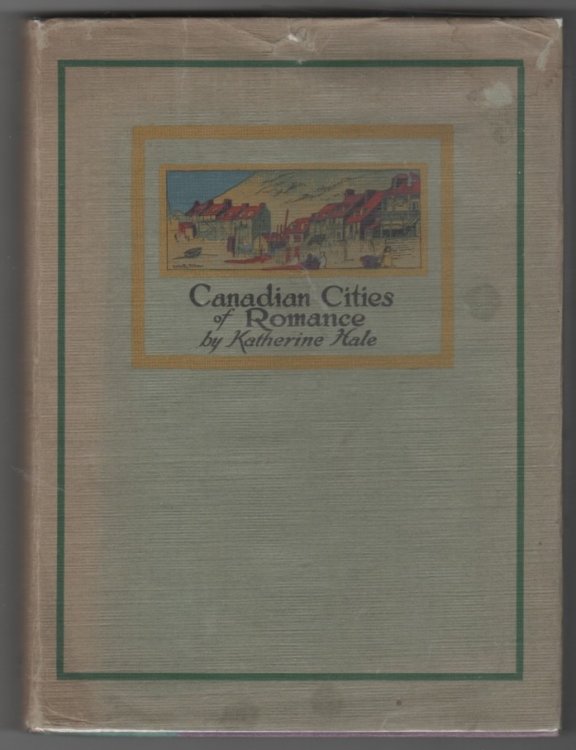 Canadian Cities
of Romance
by Katherine Hale